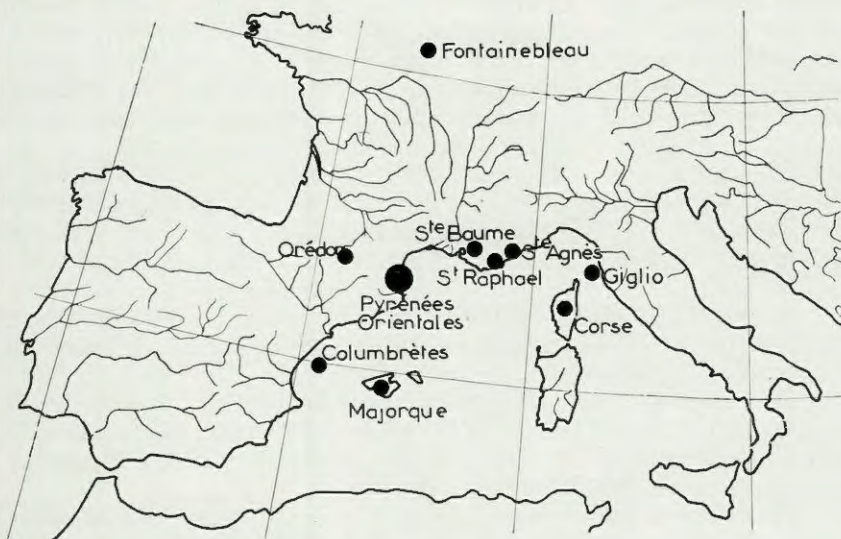 Fontainebleau
Ste Baume
Orédon
Ste Agnès
St Raphael
Giglio
Pyrénées
Orientales
Corse
Columbrètes
Majorque